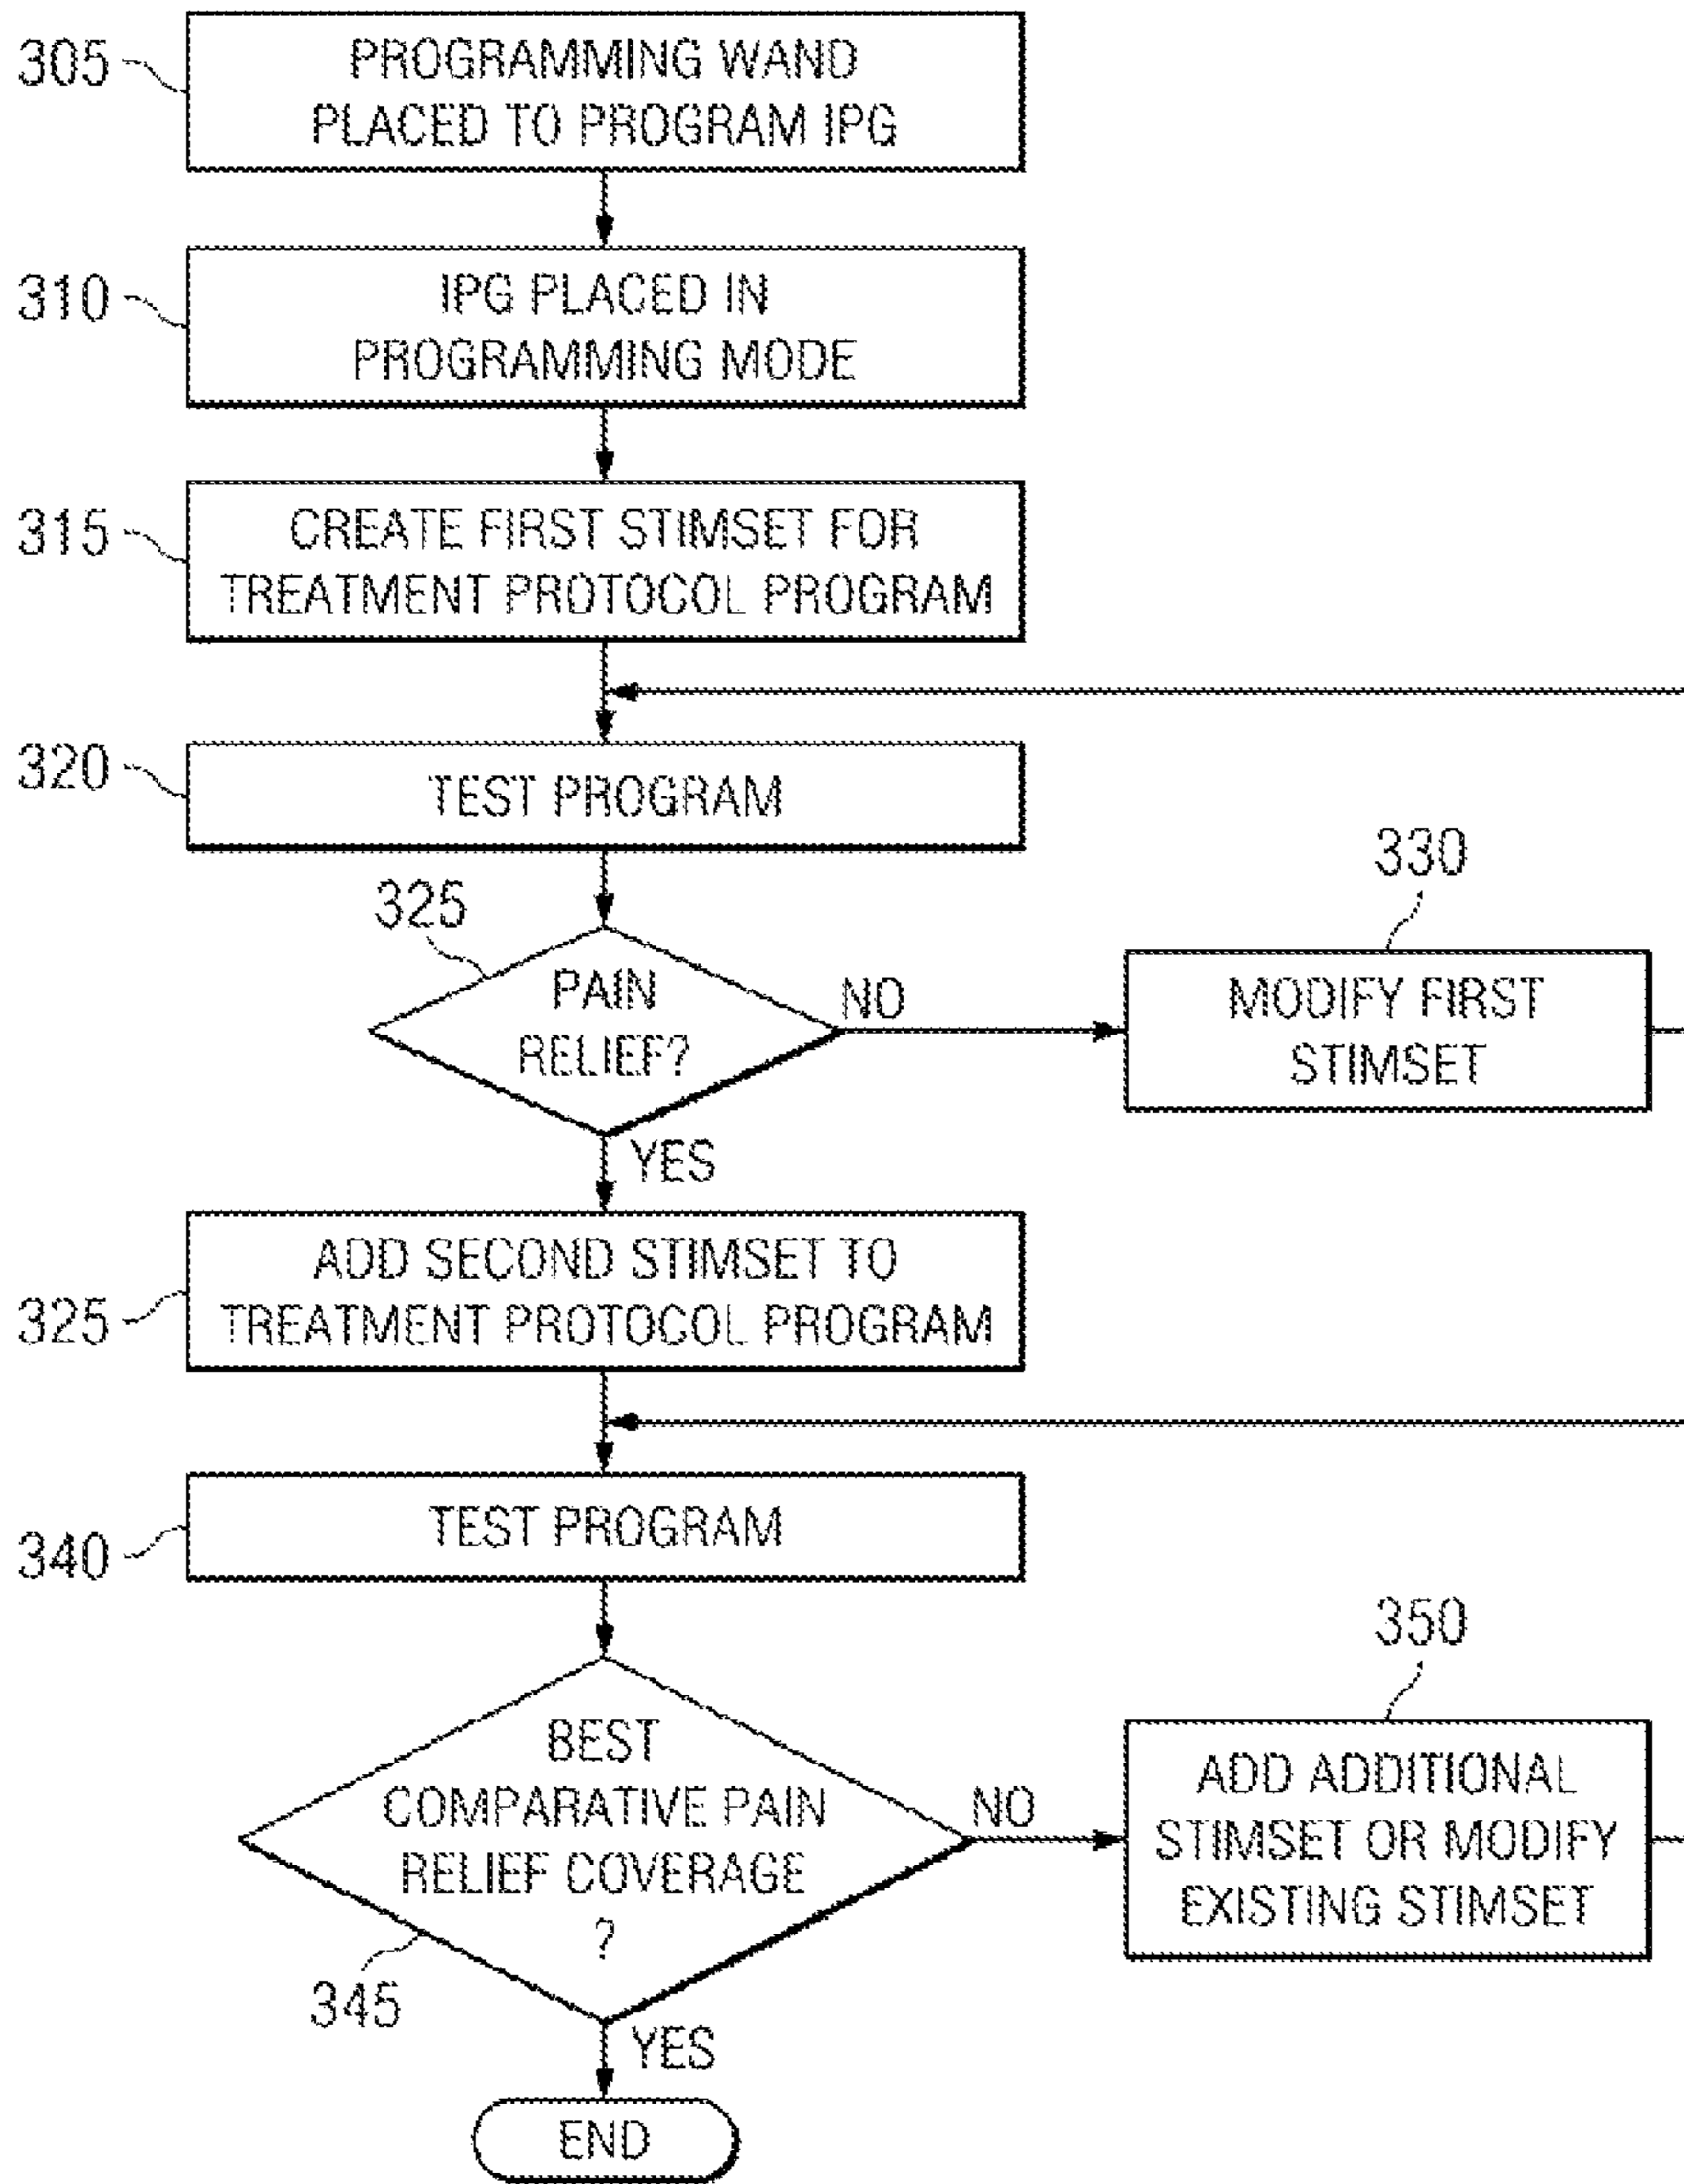 305
PROGRAMMING WAND
PLACED TO PROGRAM IPG
310
IPG PLACED IN
PROGRAMMING MODE
315
CREATE FIRST STIMSET FOR
TREATMENT PROTOCOL PROGRAM
320
TEST PROGRAM
325
PAIN
RELIEF?
NO
330
MODIFY FIRST
STIMSET
YES
325
ADD SECOND STIMSET TO
TREATMENT PROTOCOL PROGRAM
340
TEST PROGRAM
BEST
COMPARATIVE PAIN
RELIEF COVERAGE
?
345
NO
350
ADD ADDITIONAL
STIMSET OR MODIFY
EXISTING STIMSET
YES
END